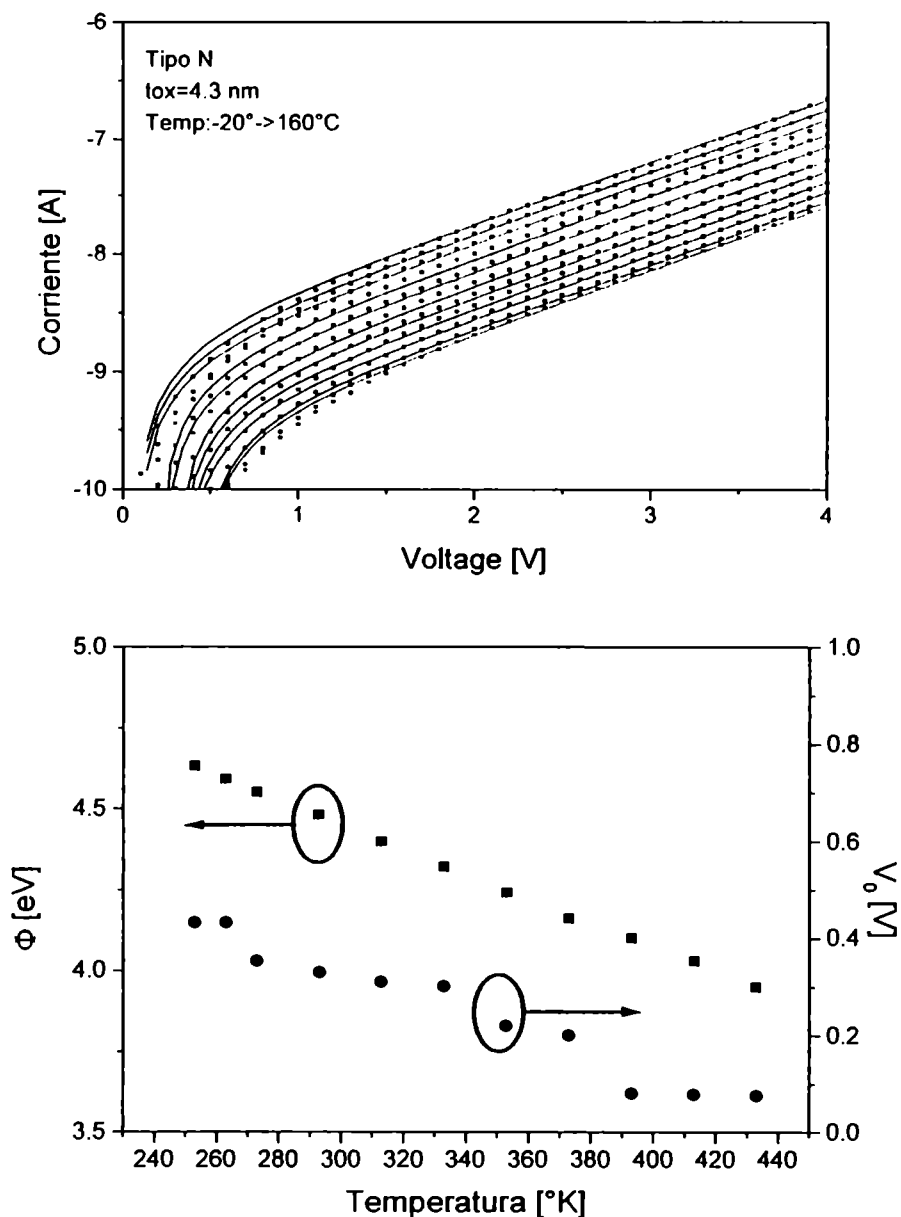 -6
Tipo N
tox=4.3 nm
Temp:-20°->160°C
-7
-8
-9
-10
Corriente [A]
0 1 2 3 4
Voltage [V]
5.0 1.0
0.8
4.5
0.6
Φ [eV] V₀ [V]
0.4
4.0
0.2
3.5 0.0
240 260 280 300 320 340 360 380 400 420 440
Temperatura [°K]